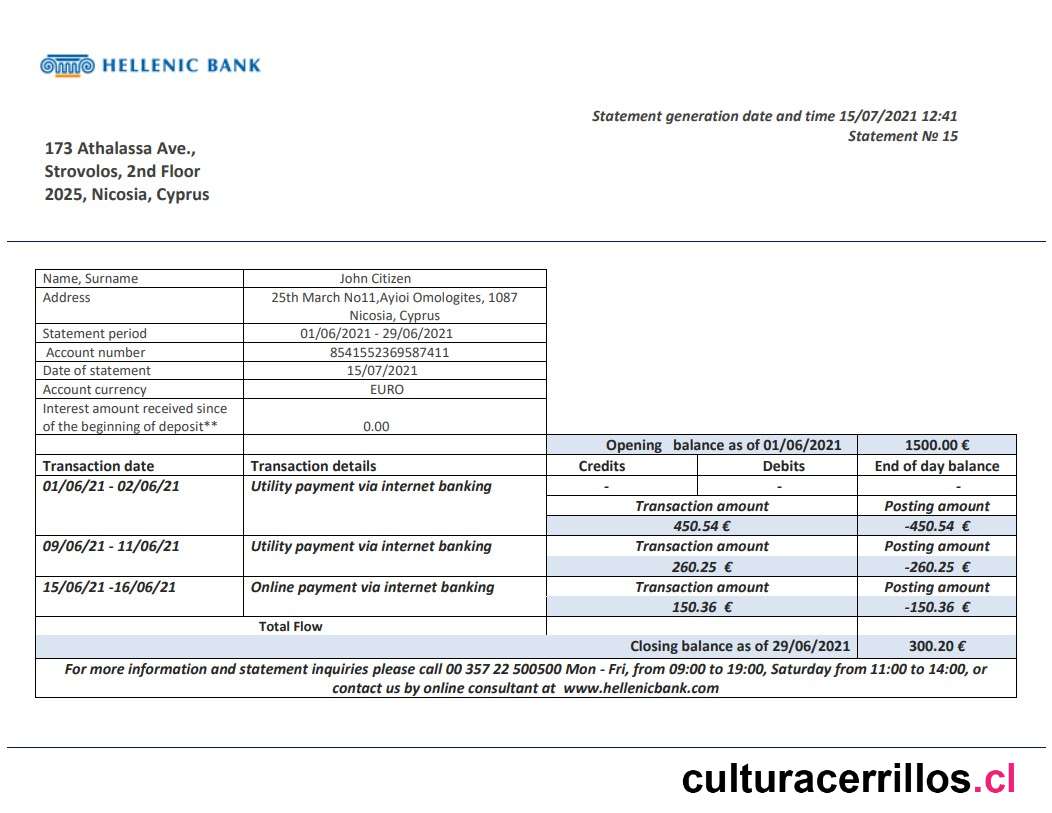 HELLENIC BANK
Statement generation date and time 15/07/2021 12:41
Statement № 15
173 Athalassa Ave.,
Strovolos, 2nd Floor
2025, Nicosia, Cyprus
Name, Surname John Citizen
Address 25th March No11,Ayioi Omologites, 1087
Nicosia, Cyprus
Statement period 01/06/2021 - 29/06/2021
Account number 8541552369587411
Date of statement 15/07/2021
Account currency EURO
Interest amount received since
of the beginning of deposit** 0.00
Opening balance as of 01/06/2021 1500.00 €
Transaction date Transaction details Credits Debits End of day balance
01/06/21 - 02/06/21 Utility payment via internet banking - - -
Transaction amount Posting amount
450.54 € -450.54 €
09/06/21 - 11/06/21 Utility payment via internet banking Transaction amount Posting amount
260.25 € -260.25 €
15/06/21 -16/06/21 Online payment via internet banking Transaction amount Posting amount
150.36 € -150.36 €
Total Flow
Closing balance as of 29/06/2021 300.20 €
For more information and statement inquiries please call 00 357 22 500500 Mon - Fri, from 09:00 to 19:00, Saturday from 11:00 to 14:00, or
contact us by online consultant at www.hellenicbank.com
culturacerrillos.cl